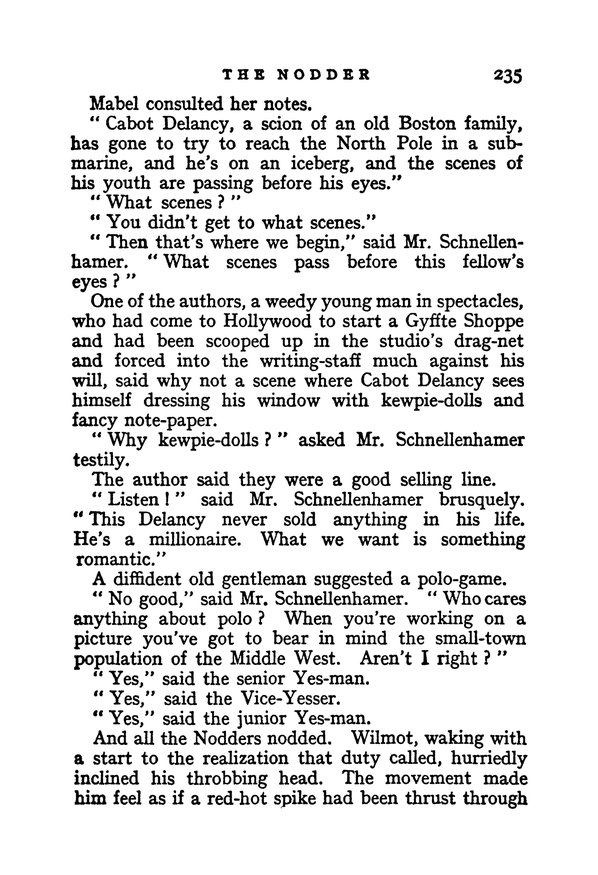 THE NODDER 235
Mabel consulted her notes.
“ Cabot Delancy, a scion of an old Boston family,
has gone to try to reach the North Pole in a sub-
marine, and he's on an iceberg, and the scenes of
his youth are passing before his eyes.”
“ What scenes ? ”
“ You didn't get to what scenes.”
“ Then that's where we begin,” said Mr. Schnellen-
hamer. “ What scenes pass before this fellow's
eyes ? ”
One of the authors, a weedy young man in spectacles,
who had come to Hollywood to start a Gyffte Shoppe
and had been scooped up in the studio's drag-net
and forced into the writing-staff much against his
will, said why not a scene where Cabot Delancy sees
himself dressing his window with kewpie-dolls and
fancy note-paper.
“ Why kewpie-dolls ? ” asked Mr. Schnellenhamer
testily.
The author said they were a good selling line.
“ Listen ! ” said Mr. Schnellenhamer brusquely.
“ This Delancy never sold anything in his life.
He's a millionaire. What we want is something
romantic.”
A diffident old gentleman suggested a polo-game.
“ No good,” said Mr. Schnellenhamer. “ Who cares
anything about polo ? When you're working on a
picture you've got to bear in mind the small-town
population of the Middle West. Aren't I right ? ”
“ Yes,” said the senior Yes-man.
“ Yes,” said the Vice-Yesser.
“ Yes,” said the junior Yes-man.
And all the Nodders nodded. Wilmot, waking with
a start to the realization that duty called, hurriedly
inclined his throbbing head. The movement made
him feel as if a red-hot spike had been thrust through